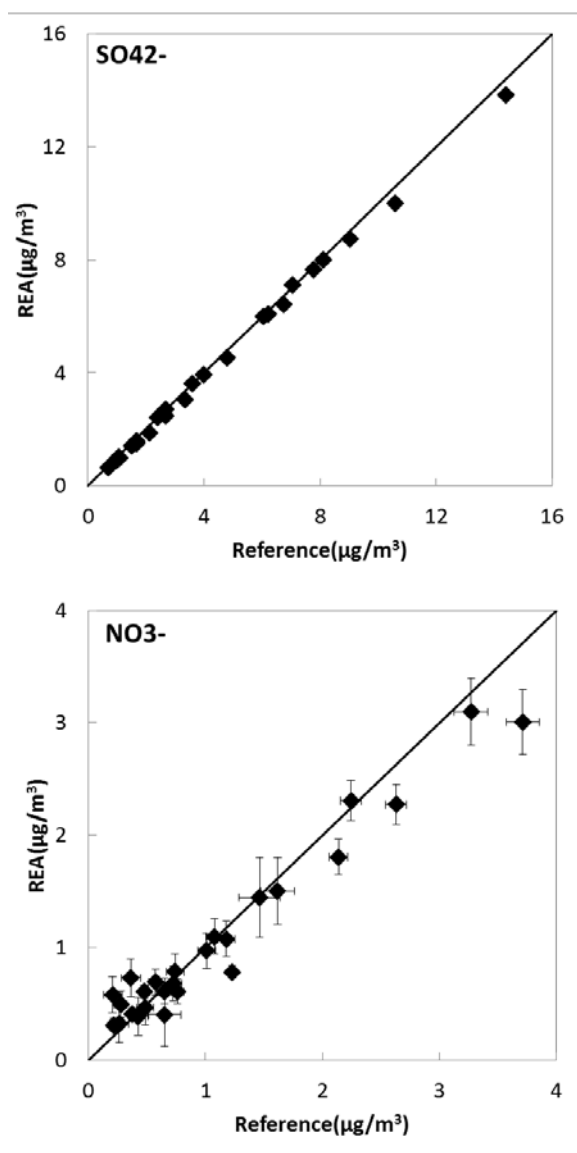 16
SO42-
12
8
4
0
REA(µg/m³)
0 4 8 12 16
Reference(µg/m³)
4
NO3-
3
2
1
0
REA(µg/m³)
0 1 2 3 4
Reference(µg/m³)